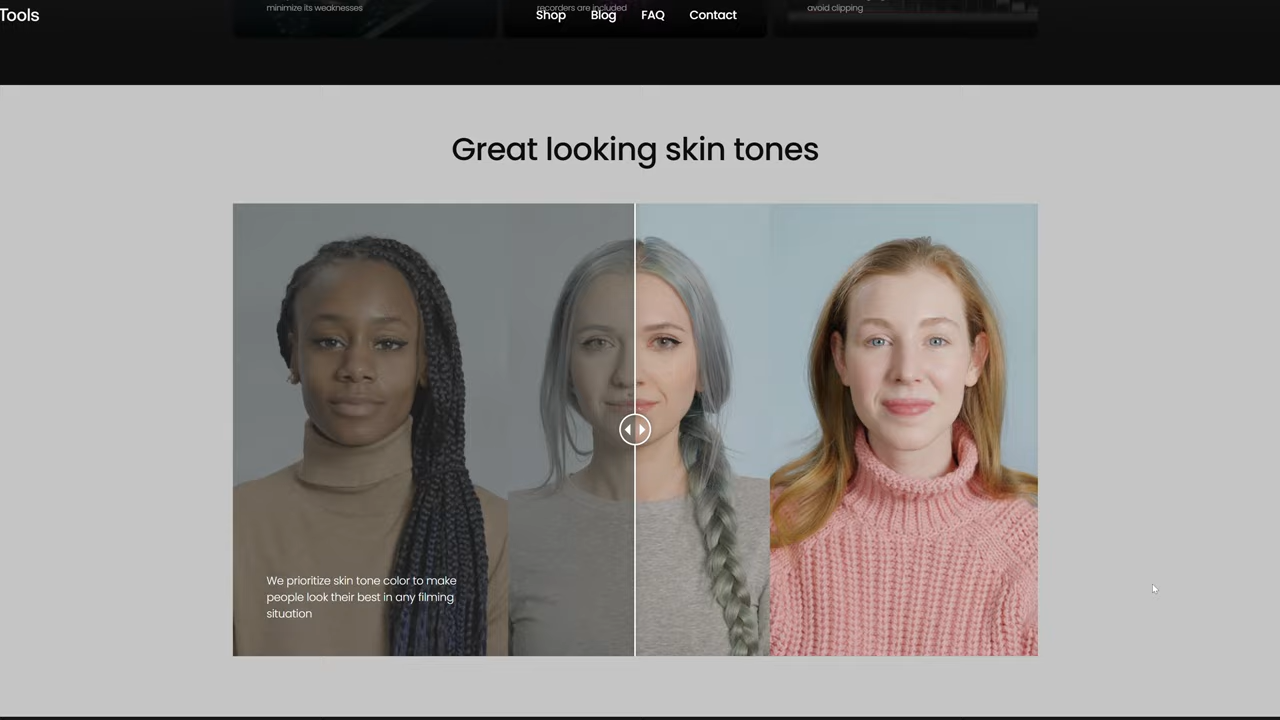 Tools
Shop Blog FAQ Contact
minimize its weaknesses
recorders are included
avoid clipping
Great looking skin tones
We prioritize skin tone color to make
people look their best in any filming
situation